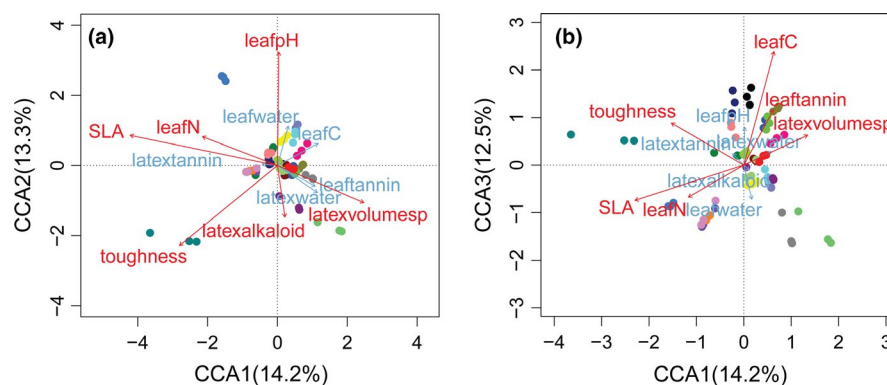 (a)
4
2
0
−2
−4
CCA2(13.3%)
leafpH
leafwater
leafN
SLA
leafC
latextannin
leaftannin
latexwater
latexvolumesp
latexalkaloid
toughness
−4 −2 0 2 4
CCA1(14.2%)
(b)
3
2
1
0
−1
−2
−3
CCA3(12.5%)
leafC
leafpH
leaftannin
toughness
latexvolumesp
latextannin
latexwater
latexalkaloid
SLA
leafN
leafwater
−4 −3 −2 −1 0 1 2 3
CCA1(14.2%)